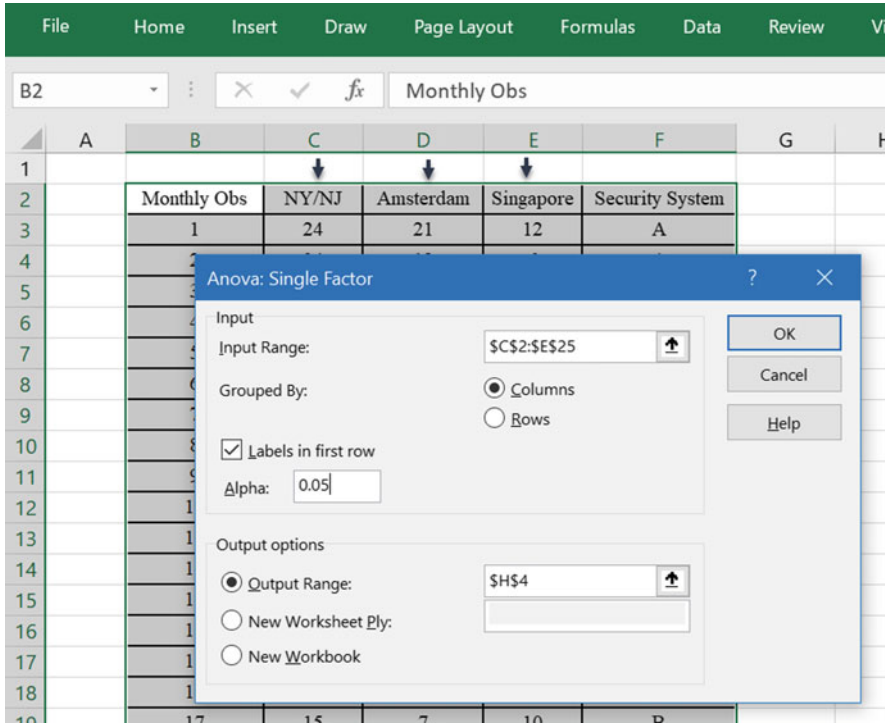 File Home Insert Draw Page Layout Formulas Data Review
B2 fx Monthly Obs
A B C D E F G
1
2 Monthly Obs NY/NJ Amsterdam Singapore Security System
3 1 24 21 12 A
4
Anova: Single Factor ?
5
Input
6
Input Range: $C$2:$E$25 OK
7
Grouped By: Columns Cancel
8
Rows Help
9
10
Labels in first row
11
Alpha: 0.05
12
13
Output options
14
Output Range: $H$4
15
New Worksheet Ply:
16
New Workbook
17
18
17 15 7 10 B